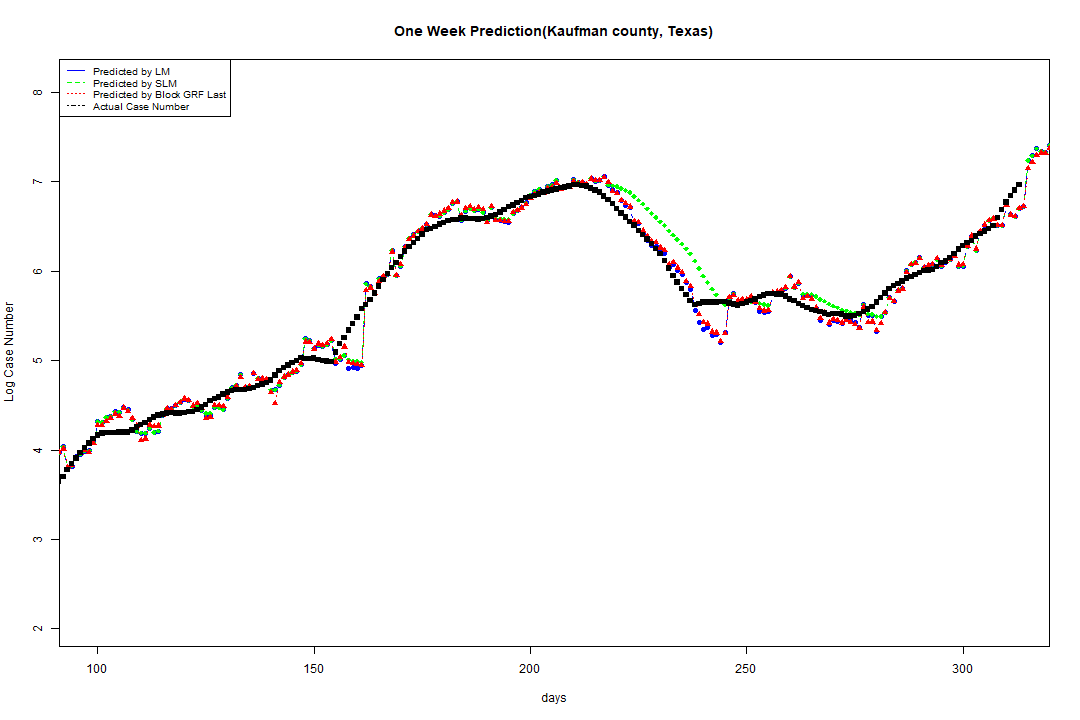 One Week Prediction(Kaufman county, Texas)
Predicted by LM
Predicted by SLM
Predicted by Block GRF Last
Actual Case Number
8
7
6
5
4
3
2
Log Case Number
100 150 200 250 300
days